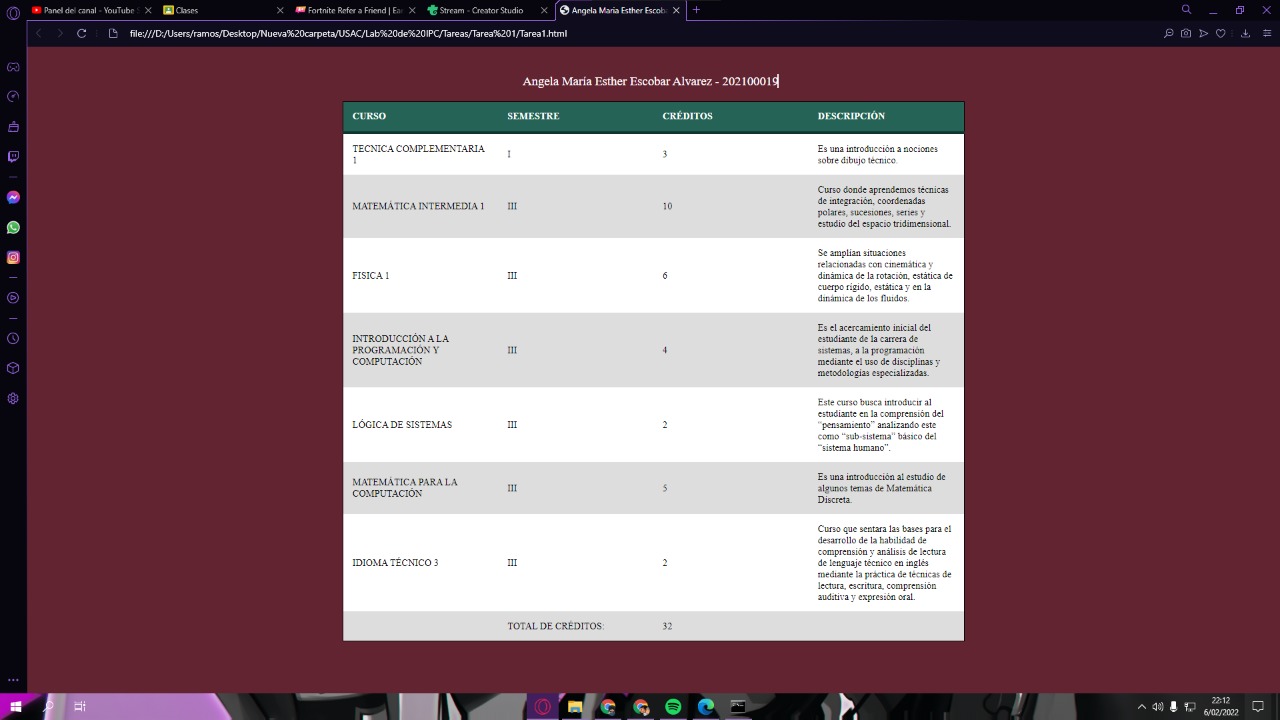 Panel del canal - YouTube
Clases
Fortnite Refer a Friend | Ear
Stream - Creator Studio
Angela María Esther Escoba
file:///D:/Users/ramos/Desktop/Nueva%20carpeta/USAC/Lab%20de%20IPC/Tareas/Tarea%201/Tarea1.html
Angela María Esther Escobar Alvarez - 202100019
CURSO SEMESTRE CRÉDITOS DESCRIPCIÓN
TECNICA COMPLEMENTARIA
1
I
3
Es una introducción a nociones
sobre dibujo técnico.
MATEMÁTICA INTERMEDIA 1
III
10
Curso donde aprendemos técnicas
de integración, coordenadas
polares, sucesiones, series y
estudio del espacio tridimensional.
FISICA 1
III
6
Se amplían situaciones
relacionadas con cinemática y
dinámica de la rotación, estática de
cuerpo rígido, estática y en la
dinámica de los fluidos.
INTRODUCCIÓN A LA
PROGRAMACIÓN Y
COMPUTACIÓN
III
4
Es el acercamiento inicial del
estudiante de la carrera de
sistemas, a la programación
mediante el uso de disciplinas y
metodologías especializadas.
LÓGICA DE SISTEMAS
III
2
Este curso busca introducir al
estudiante en la comprensión del
“pensamiento” analizando este
como “sub-sistema” básico del
“sistema humano”.
MATEMÁTICA PARA LA
COMPUTACIÓN
III
5
Es una introducción al estudio de
algunos temas de Matemática
Discreta.
IDIOMA TÉCNICO 3
III
2
Curso que sentara las bases para el
desarrollo de la habilidad de
comprensión y análisis de lectura
de lenguaje técnico en inglés
mediante la práctica de técnicas de
lectura, escritura, comprensión
auditiva y expresión oral.
TOTAL DE CRÉDITOS: 32
22:12
6/02/2022